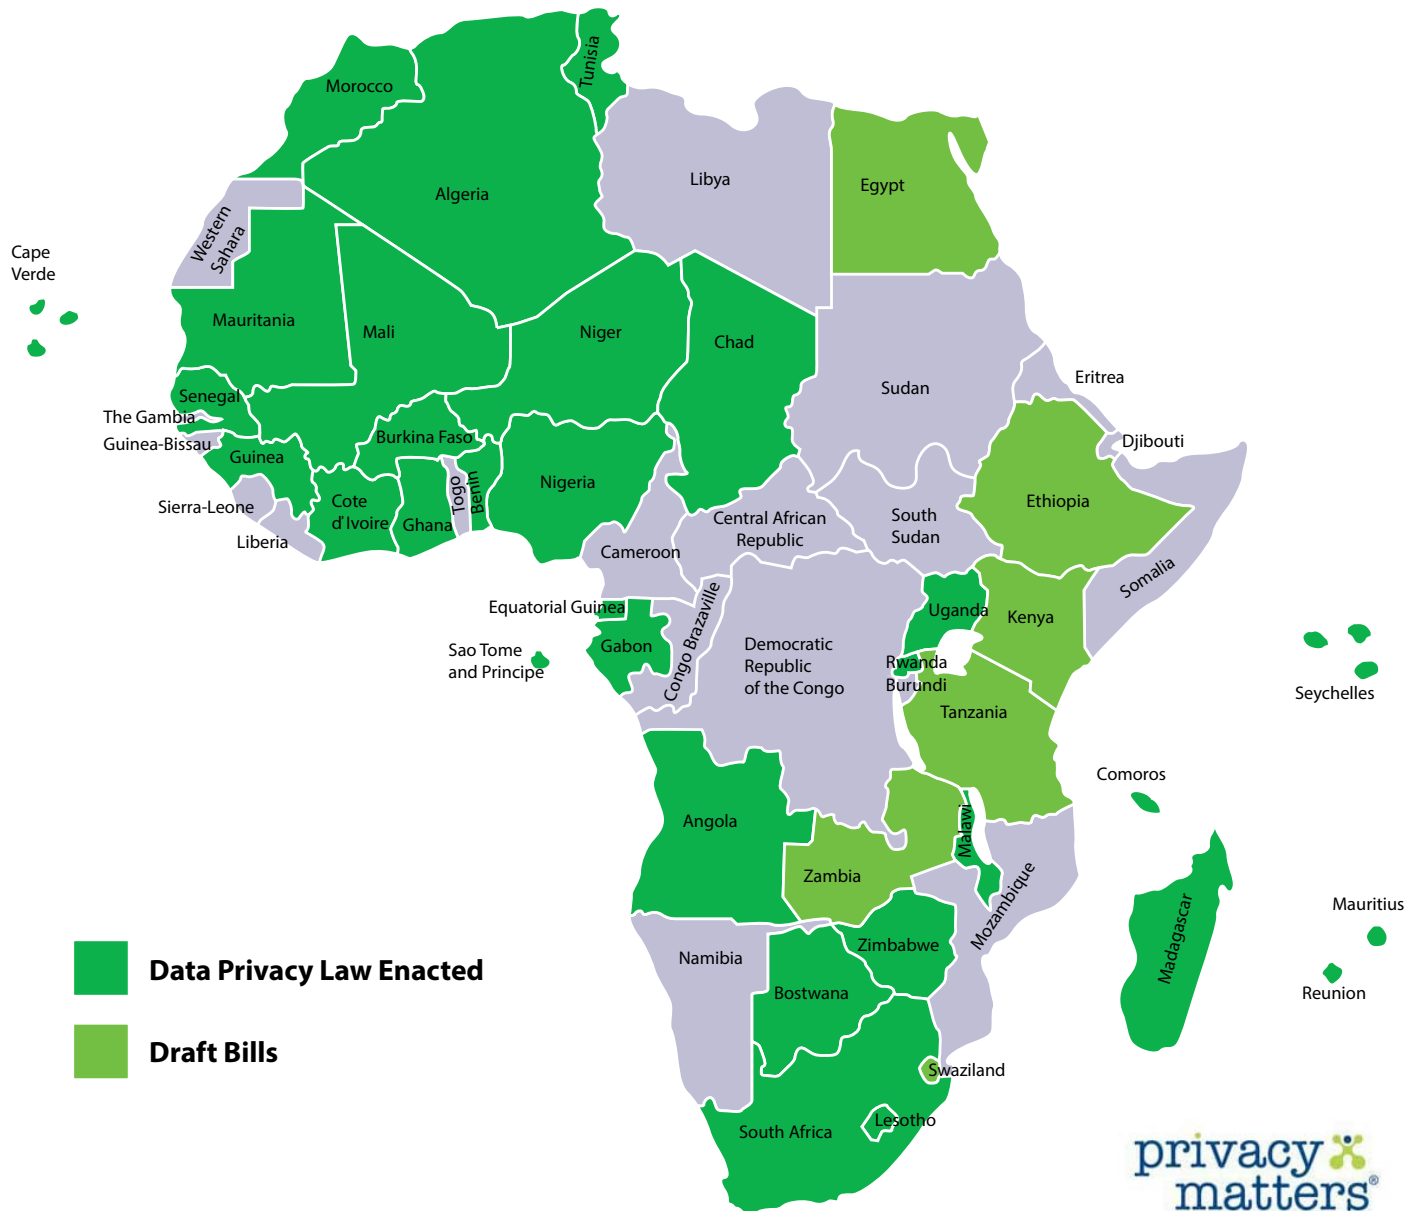 Tunisia
Morocco
Libya
Egypt
Algeria
Western
Sahara
Cape
Verde
Mauritania
Mali
Niger
Chad
Sudan
Eritrea
Senegal
The Gambia
Guinea-Bissau
Burkina Faso
Djibouti
Guinea
Nigeria
Togo
Benin
Cote
d'Ivoire
Ghana
Sierra-Leone
Liberia
Ethiopia
Central African
Republic
South
Sudan
Cameroon
Somalia
Equatorial Guinea
Uganda
Kenya
Congo Brazaville
Gabon
Sao Tome
and Principe
Democratic
Republic
of the Congo
Rwanda
Burundi
Seychelles
Tanzania
Comoros
Angola
Malawi
Zambia
Mozambique
Mauritius
Madagascar
Zimbabwe
Namibia
Bostwana
Reunion
Data Privacy Law Enacted
Draft Bills
Swaziland
Lesotho
South Africa
privacy
matters®